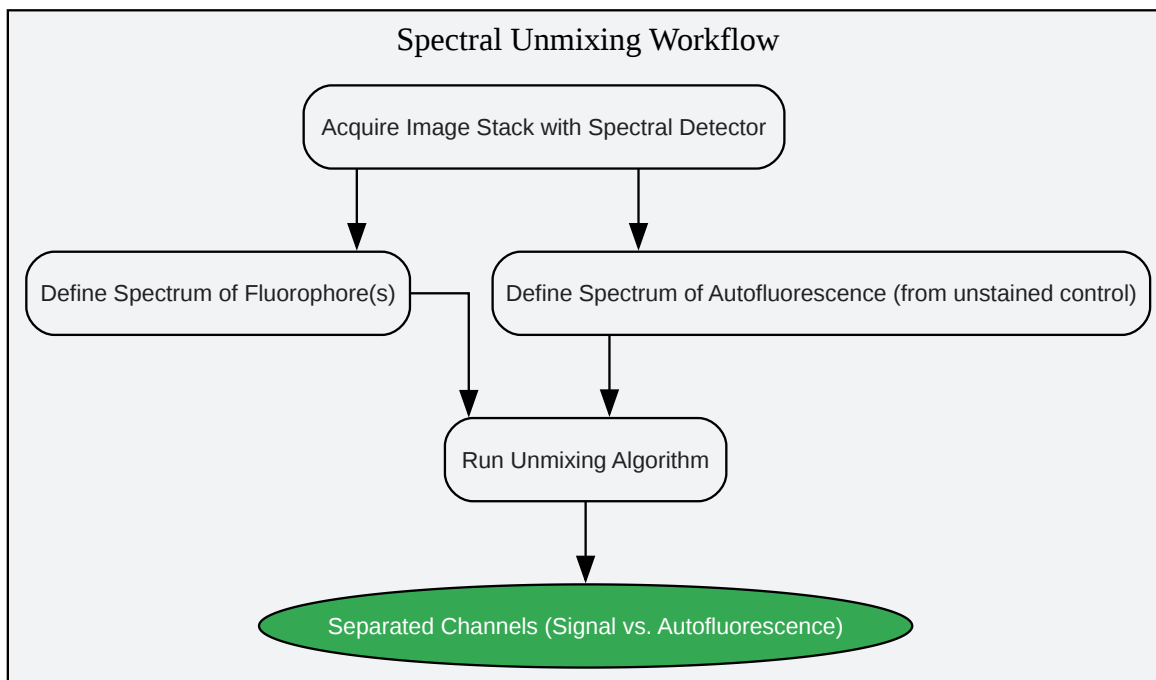 Spectral Unmixing Workflow
Acquire Image Stack with Spectral Detector
Define Spectrum of Fluorophore(s)
Define Spectrum of Autofluorescence (from unstained control)
Run Unmixing Algorithm
Separated Channels (Signal vs. Autofluorescence)